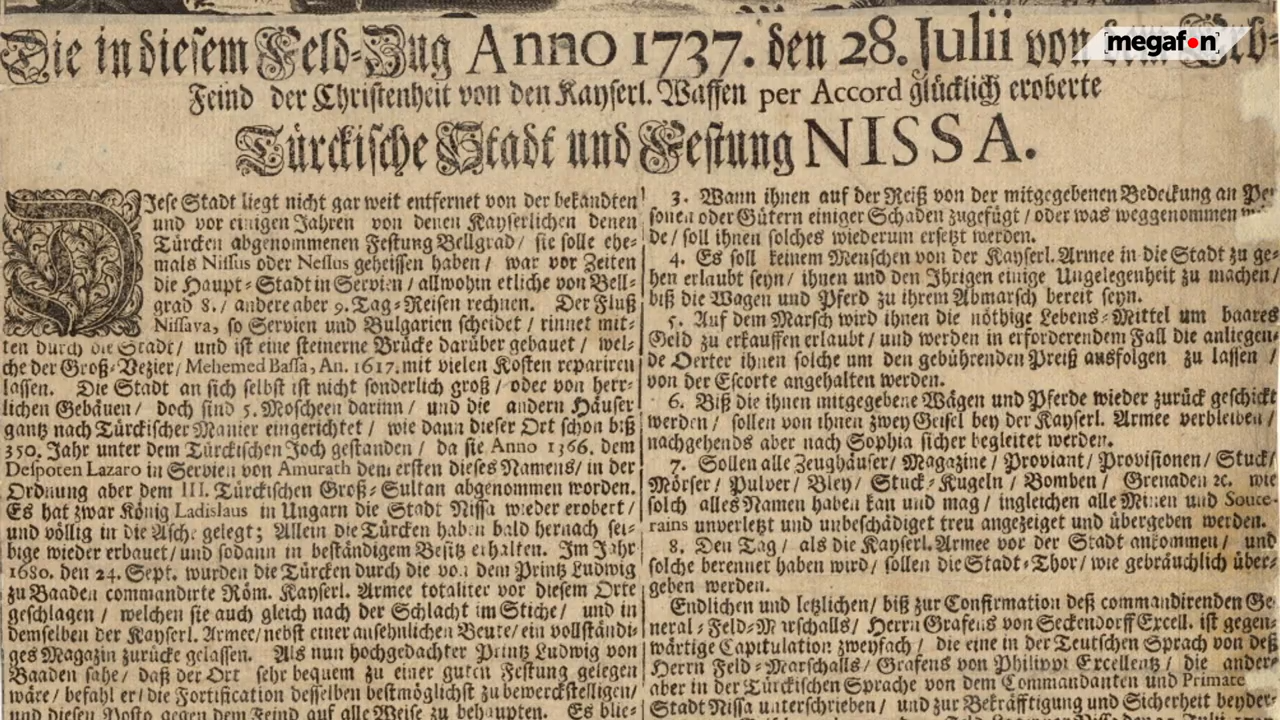 Die in diesem Feld-Zug Anno 1737. den 28. Julii von dem Erb-
[megafon]
Feind der Christenheit von den Kayserl. Waffen per Accord glücklich eroberte
Türckische Stadt und Festung NISSA.
DJese Stadt liegt nicht gar weit entfernet von der bekandten
und vor einigen Jahren von denen Kayserlichen denen
Türcken abgenommenen Festung Bellgrad / sie solle ehe-
mals Nissus oder Nessus geheissen haben / war vor Zeiten
die Haupt-Stadt in Servien / allwohin etliche von Bell-
grad 8. / andere aber 9. Tag-Reisen rechnen. Der Fluß
Nissava, so Servien und Bulgarien scheidet / rinnet mit-
ten durch die Stadt / und ist eine steinerne Brücke darüber gebauet / wel-
che der Groß-Vezier / Mehemed Bassa, An. 1617. mit vielen Kosten repariren
lassen. Die Stadt an sich selbst ist nicht sonderlich groß / oder von herr-
lichen Gebäuen / doch sind 5. Moscheen darinn / und die andern Häuser
gantz nach Türckischer Manier eingerichtet / wie dann dieser Ort schon biß
350. Jahr unter dem Türckischen Joch gestanden / da sie Anno 1366. dem
Despoten Lazaro in Servien von Amurath dem ersten dieses Namens / in der
Ordnung aber dem III. Türckischen Groß-Sultan abgenommen worden.
Es hat zwar König Ladislaus in Ungarn die Stadt Nissa wieder erobert /
und völlig in die Asche gelegt; Allein die Türcken haben bald hernach sel-
bige wieder erbauet / und sodann in beständigem Besitz erhalten. Im Jahr
1680. den 24. Sept. wurden die Türcken durch die von dem Printz Ludwig
zu Baaden commandirte Röm. Kayserl. Armee totaliter vor diesem Orte
geschlagen / welchen sie auch gleich nach der Schlacht im Stiche / und in
demselben der Kayserl. Armee / nebst einer ansehnlichen Beute / ein vollständi-
ges Magazin zurücke gelassen. Als nun hochgedachter Printz Ludwig von
Baaden sahe / daß der Ort sehr bequem zu einer guten Festung gelegen
wäre / befahl er / die Fortification desselben bestmöglichst zu bewerckstelligen /
und diesen Posto gegen dem Feind auf alle Weise zu behaupten. Es blie-
3. Wann ihnen auf der Reiß von der mitgegebenen Bedeckung an Per-
sonen oder Gütern einiger Schaden zugefügt / oder was weggenommen
de / soll ihnen solches wiederum ersetzt werden.
4. Es soll keinem Menschen von der Kayserl. Armee in die Stadt zu ge-
hen erlaubt seyn / ihnen und den Ihrigen einige Ungelegenheit zu machen /
biß die Wagen und Pferd zu ihrem Abmarsch bereit seyn.
5. Auf dem Marsch wird ihnen die nöthige Lebens-Mittel um baares
Geld zu erkauffen erlaubt / und werden in erforderendem Fall die anliegen-
de Oerter ihnen solche um den gebührenden Preiß ausfolgen zu lassen /
von der Escorte angehalten werden.
6. Biß die ihnen mitgegebene Wägen und Pferde wieder zurück geschickt
werden / sollen von ihnen zwey Geisel bey der Kayserl. Armee verbleiben /
nachgehends aber nach Sophia sicher begleitet werden.
7. Sollen alle Zeughäuser / Magazine / Proviant / Provisionen / Stuck /
Mörser / Pulver / Bley / Stuck-Kugeln / Bomben / Grenaden ꝛc. wie
solch alles Namen haben kan und mag / ingleichen alle Minen und Souce-
rains unverletzt und unbeschädiget treu angezeiget und übergeben werden.
8. Den Tag / als die Kayserl. Armee vor der Stadt ankommen / und
solche berenner haben wird / sollen die Stadt-Thor / wie gebräuchlich über-
geben werden.
Endlichen und letzlichen / biß zur Confirmation deß commandirenden Ge-
neral-Feld-Marschalls / Herrn Grafens von Seckendorff Excell. ist gegen-
wärtige Capitulation zweyfach / die eine in der Teutschen Sprach von deß
Herrn Feld-Marschalls / Grafens von Philippi Excellentz / die ander
aber in der Türckischen Sprache von dem Commandanten und Primate
Stadt Nissa unterschrieben / und zur Bekräfftigung und Sicherheit beyder-